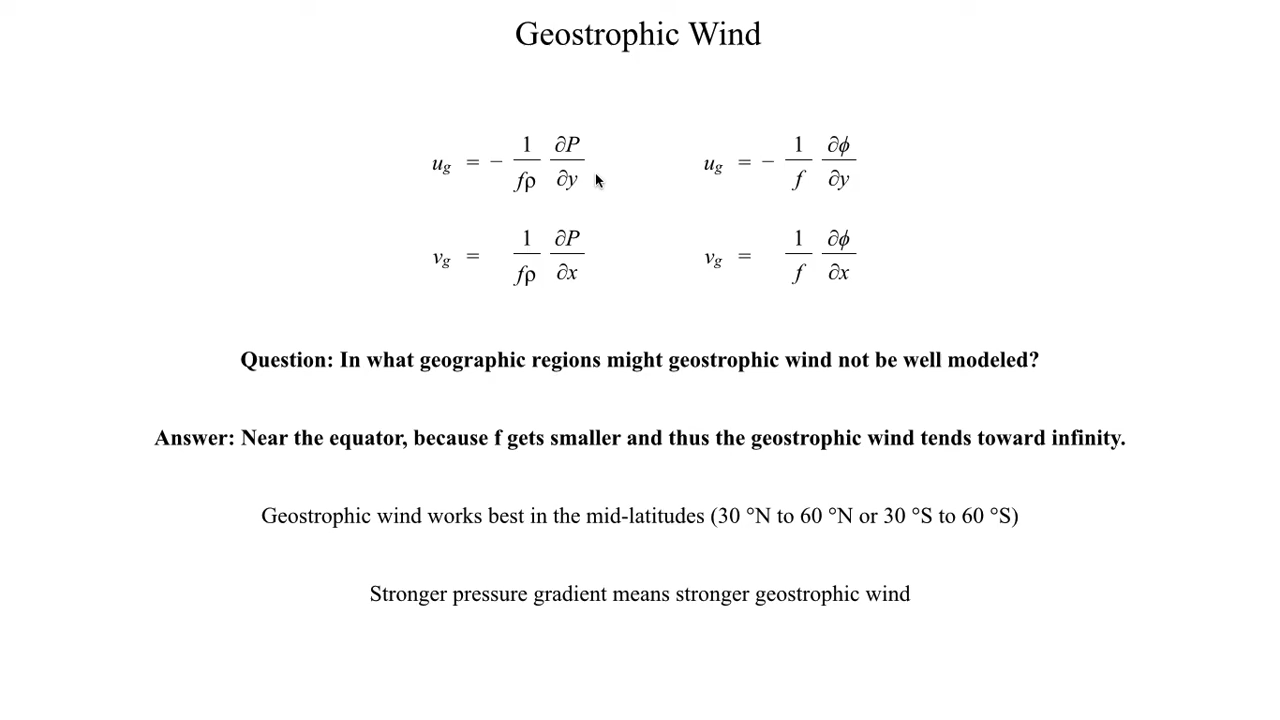 Geostrophic Wind
u_g = − 1/(fρ) ∂P/∂y    u_g = − 1/f ∂ϕ/∂y
v_g = 1/(fρ) ∂P/∂x    v_g = 1/f ∂ϕ/∂x
Question: In what geographic regions might geostrophic wind not be well modeled?
Answer: Near the equator, because f gets smaller and thus the geostrophic wind tends toward infinity.
Geostrophic wind works best in the mid-latitudes (30 °N to 60 °N or 30 °S to 60 °S)
Stronger pressure gradient means stronger geostrophic wind